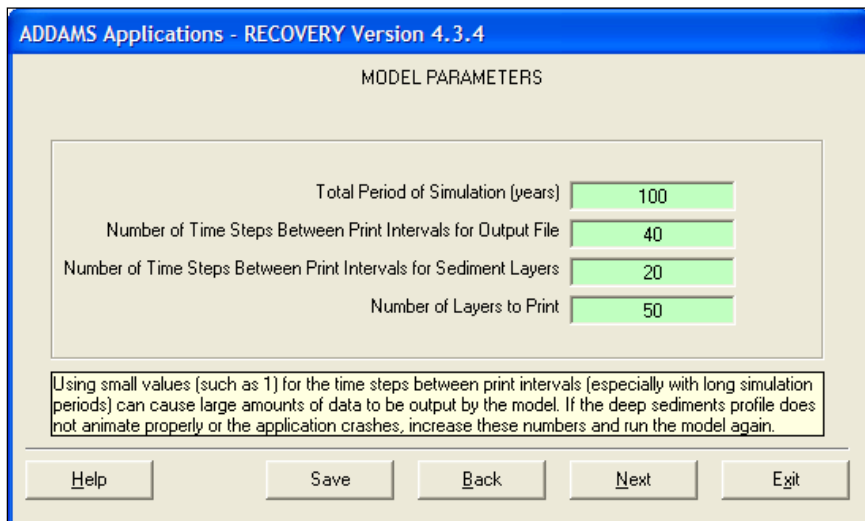 ADDAMS Applications - RECOVERY Version 4.3.4
MODEL PARAMETERS
Total Period of Simulation (years) 100
Number of Time Steps Between Print Intervals for Output File 40
Number of Time Steps Between Print Intervals for Sediment Layers 20
Number of Layers to Print 50
Using small values (such as 1) for the time steps between print intervals (especially with long simulation
periods) can cause large amounts of data to be output by the model. If the deep sediments profile does
not animate properly or the application crashes, increase these numbers and run the model again.
Help Save Back Next Exit